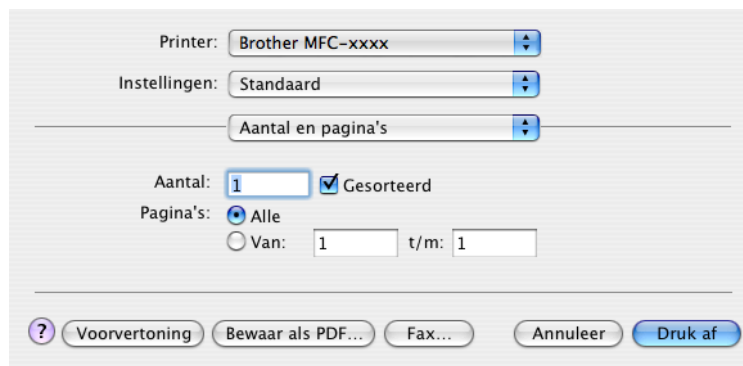 Printer: Brother MFC-xxxx
Instellingen: Standaard
Aantal en pagina's
Aantal: 1 Gesorteerd
Pagina's: Alle
Van: 1 t/m: 1
? Voorvertoning Bewaar als PDF... Fax... Annuleer Druk af